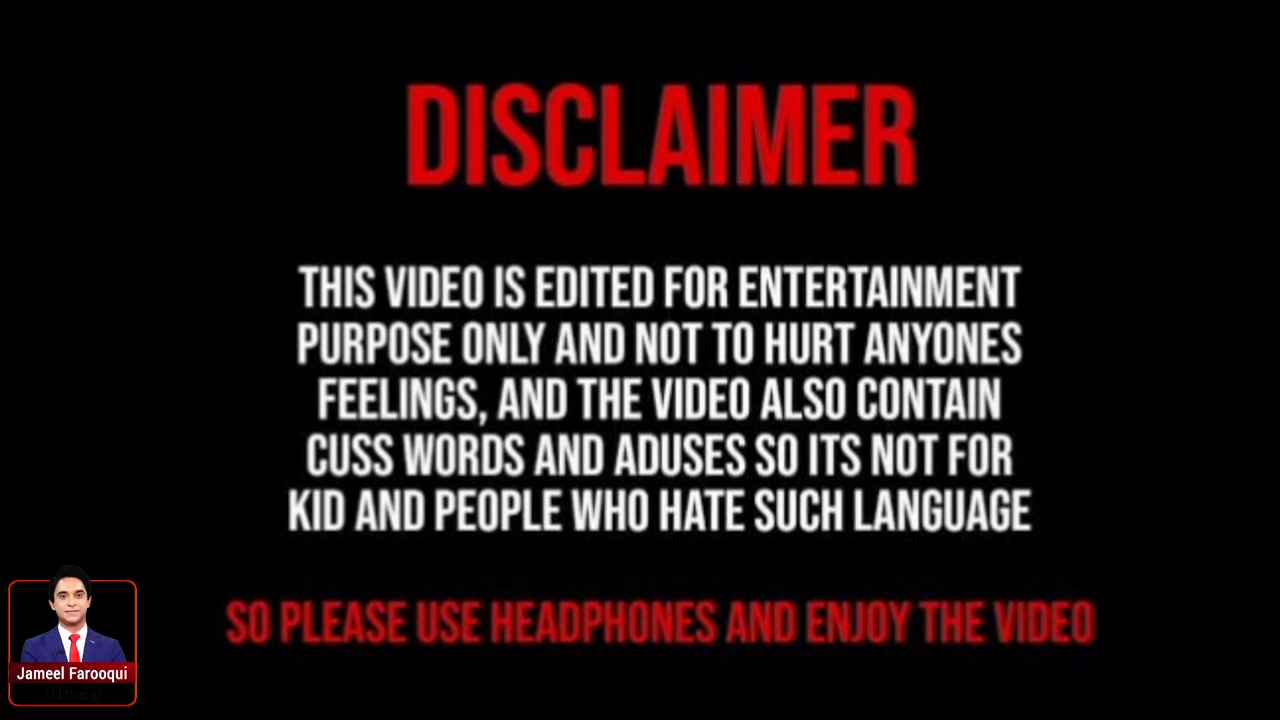 DISCLAIMER
THIS VIDEO IS EDITED FOR ENTERTAINMENT
PURPOSE ONLY AND NOT TO HURT ANYONES
FEELINGS, AND THE VIDEO ALSO CONTAIN
CUSS WORDS AND ADUSES SO ITS NOT FOR
KID AND PEOPLE WHO HATE SUCH LANGUAGE
SO PLEASE USE HEADPHONES AND ENJOY THE VIDEO
Jameel Farooqui